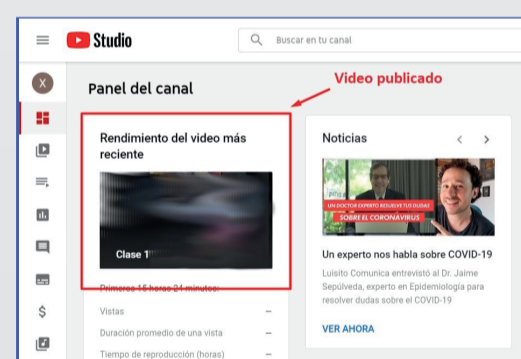 Studio
Buscar en tu canal
X
Panel del canal
Video publicado
Rendimiento del video más
reciente
Clase 1
Primeras 15 horas 24 minutos:
Vistas –
Duración promedio de una vista –
Tiempo de reproducción (horas) –
Noticias
UN DOCTOR EXPERTO RESUELVE TUS DUDAS
SOBRE EL CORONAVIRUS
Un experto nos habla sobre COVID-19
Luisito Comunica entrevistó al Dr. Jaime
Sepúlveda, experto en Epidemiología para
resolver dudas sobre el COVID-19
VER AHORA